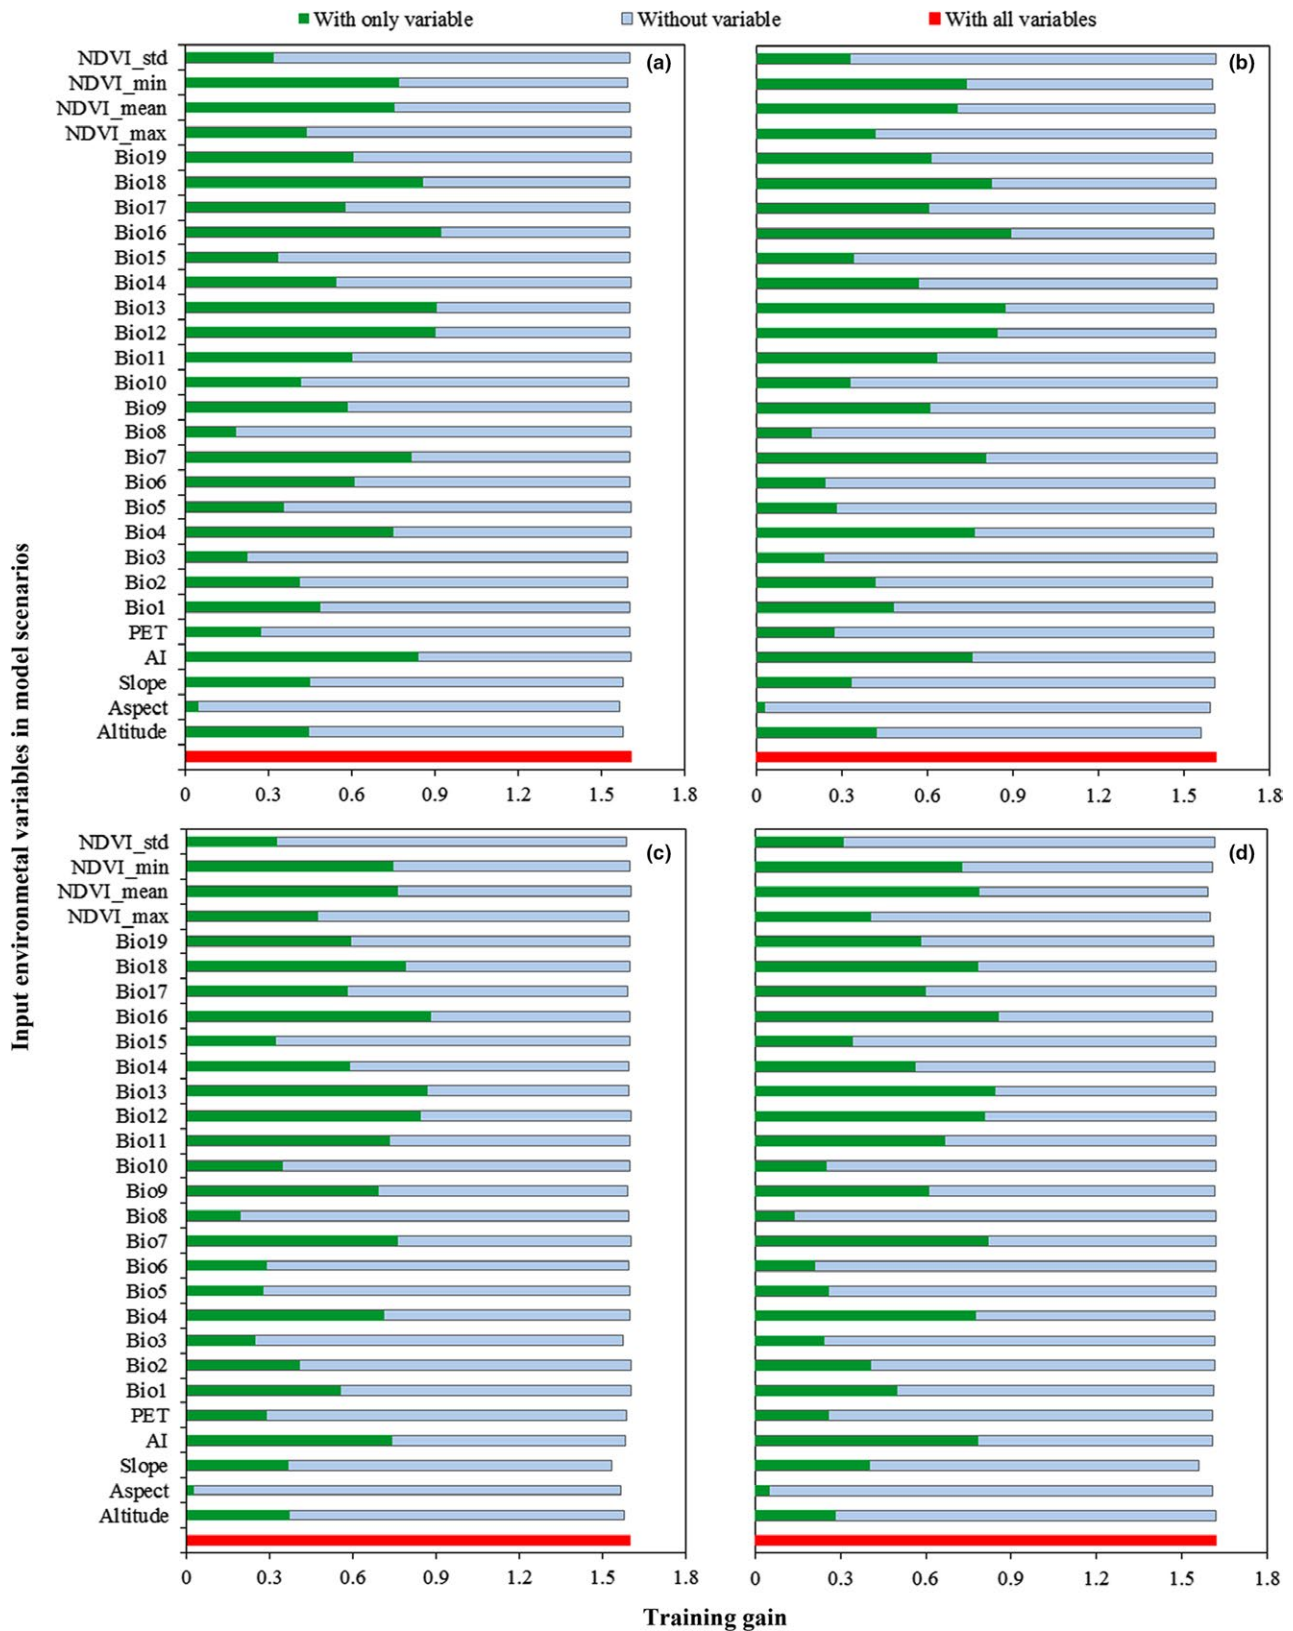 With only variable Without variable With all variables
NDVI_std (a) (b)
NDVI_min
NDVI_mean
NDVI_max
Bio19
Bio18
Bio17
Bio16
Bio15
Bio14
Bio13
Bio12
Bio11
Bio10
Bio9
Bio8
Bio7
Bio6
Bio5
Bio4
Bio3
Bio2
Bio1
PET
AI
Slope
Aspect
Altitude
0 0.3 0.6 0.9 1.2 1.5 1.8 0 0.3 0.6 0.9 1.2 1.5 1.8
Input environmetal variables in model scenarios
NDVI_std (c) (d)
NDVI_min
NDVI_mean
NDVI_max
Bio19
Bio18
Bio17
Bio16
Bio15
Bio14
Bio13
Bio12
Bio11
Bio10
Bio9
Bio8
Bio7
Bio6
Bio5
Bio4
Bio3
Bio2
Bio1
PET
AI
Slope
Aspect
Altitude
0 0.3 0.6 0.9 1.2 1.5 1.8 0 0.3 0.6 0.9 1.2 1.5 1.8
Training gain